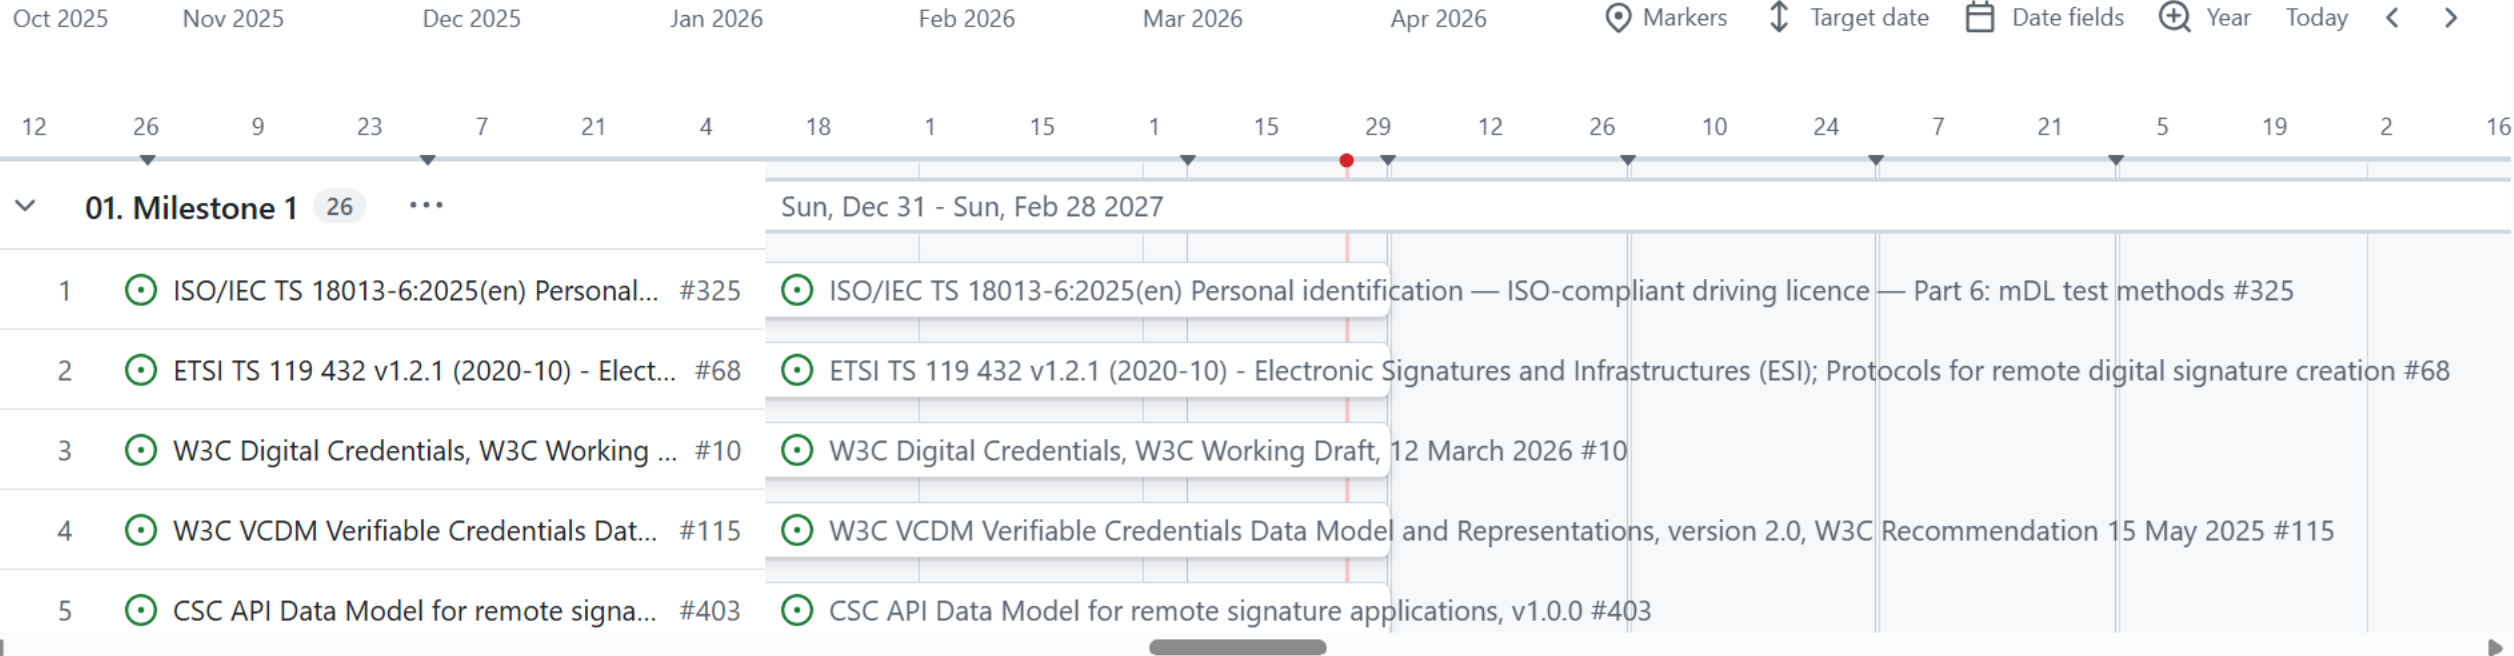 Oct 2025 Nov 2025 Dec 2025 Jan 2026 Feb 2026 Mar 2026 Apr 2026 Markers Target date Date fields Year Today
12 26 9 23 7 21 4 18 1 15 1 15 29 12 26 10 24 7 21 5 19 2 16
01. Milestone 1 26 ··· Sun, Dec 31 - Sun, Feb 28 2027
1 ISO/IEC TS 18013-6:2025(en) Personal... #325 ISO/IEC TS 18013-6:2025(en) Personal identification — ISO-compliant driving licence — Part 6: mDL test methods #325
2 ETSI TS 119 432 v1.2.1 (2020-10) - Elect... #68 ETSI TS 119 432 v1.2.1 (2020-10) - Electronic Signatures and Infrastructures (ESI); Protocols for remote digital signature creation #68
3 W3C Digital Credentials, W3C Working ... #10 W3C Digital Credentials, W3C Working Draft, 12 March 2026 #10
4 W3C VCDM Verifiable Credentials Dat... #115 W3C VCDM Verifiable Credentials Data Model and Representations, version 2.0, W3C Recommendation 15 May 2025 #115
5 CSC API Data Model for remote signa... #403 CSC API Data Model for remote signature applications, v1.0.0 #403